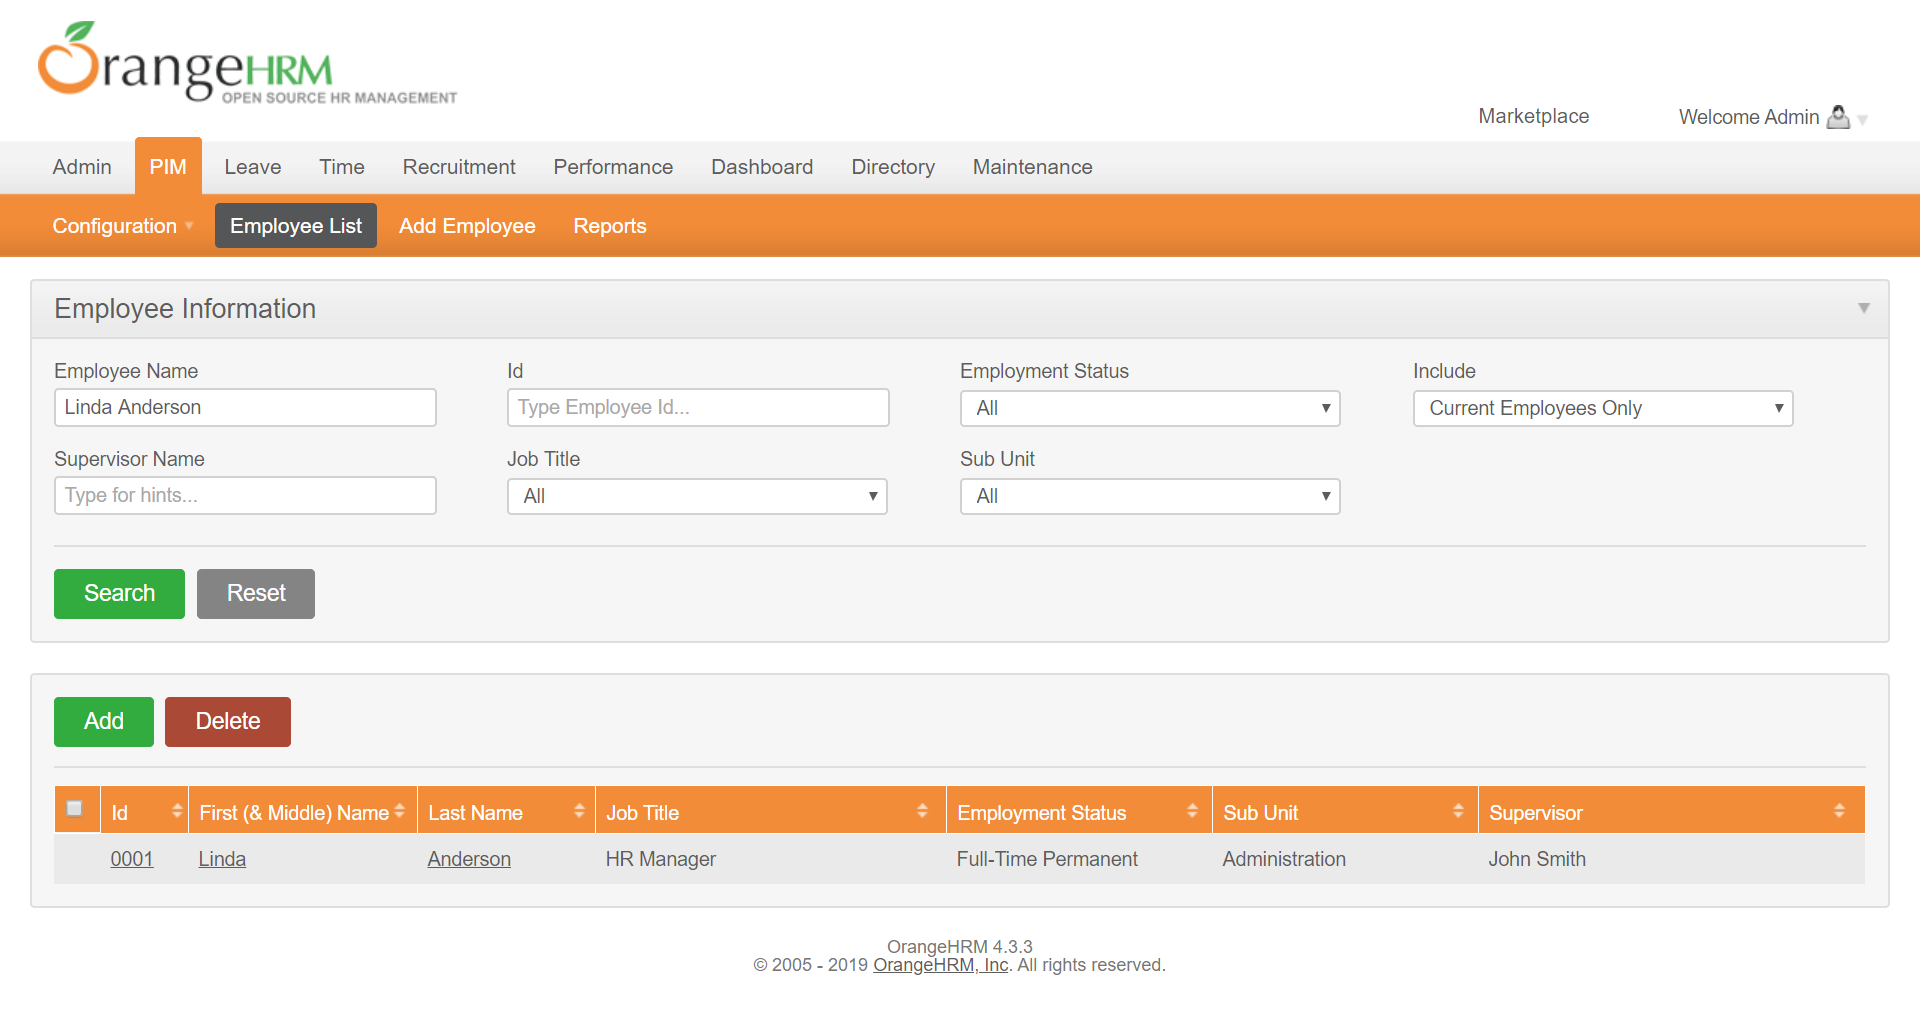 OrangeHRM
OPEN SOURCE HR MANAGEMENT
Marketplace
Welcome Admin
Admin PIM Leave Time Recruitment Performance Dashboard Directory Maintenance
Configuration Employee List Add Employee Reports
Employee Information
Employee Name Id Employment Status Include
Linda Anderson Type Employee Id... All Current Employees Only
Supervisor Name Job Title Sub Unit
Type for hints... All All
Search Reset
Add Delete
Id First (& Middle) Name Last Name Job Title Employment Status Sub Unit Supervisor
0001 Linda Anderson HR Manager Full-Time Permanent Administration John Smith
OrangeHRM 4.3.3
© 2005 - 2019 OrangeHRM, Inc. All rights reserved.